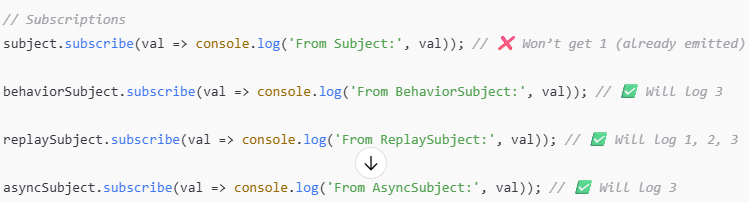 // Subscriptions
subject.subscribe(val => console.log('From Subject:', val)); // ❌ Won’t get 1 (already emitted)
behaviorSubject.subscribe(val => console.log('From BehaviorSubject:', val)); // ✅ Will log 3
replaySubject.subscribe(val => console.log('From ReplaySubject:', val)); // ✅ Will log 1, 2, 3
asyncSubject.subscribe(val => console.log('From AsyncSubject:', val)); // ✅ Will log 3